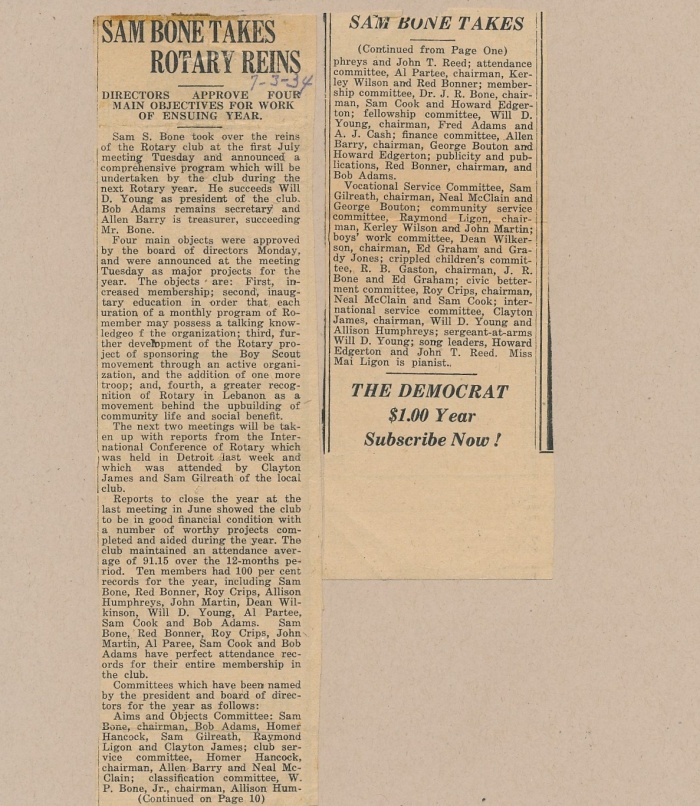 SAM BONE TAKES
ROTARY REINS
7-3-34
DIRECTORS APPROVE FOUR
MAIN OBJECTIVES FOR WORK
OF ENSUING YEAR.
Sam S. Bone took over the reins
of the Rotary club at the first July
meeting Tuesday and announced a
comprehensive program which will be
undertaken by the club during the
next Rotary year. He succeeds Will
D. Young as president of the club.
Bob Adams remains secretary and
Allen Barry is treasurer, succeeding
Mr. Bone.
Four main objects were approved
by the board of directors Monday,
and were announced at the meeting
Tuesday as major projects for the
year. The objects are: First, in-
creased membership; second, inaug-
tary education in order that each
uration of a monthly program of Ro-
member may possess a talking know-
ledgeo f the organization; third, fur-
ther development of the Rotary pro-
ject of sponsoring the Boy Scout
movement through an active organi-
zation, and the addition of one more
troop; and, fourth, a greater recog-
nition of Rotary in Lebanon as a
movement behind the upbuilding of
community life and social benefit.
The next two meetings will be tak-
en up with reports from the Inter-
national Conference of Rotary which
was held in Detroit last week and
which was attended by Clayton
James and Sam Gilreath of the local
club.
Reports to close the year at the
last meeting in June showed the club
to be in good financial condition with
a number of worthy projects com-
pleted and aided during the year. The
club maintained an attendance aver-
age of 91.15 over the 12-months pe-
riod. Ten members had 100 per cent
records for the year, including Sam
Bone, Red Bonner, Roy Crips, Allison
Humphreys, John Martin, Dean Wil-
kinson, Will D. Young, Al Partee,
Sam Cook and Bob Adams. Sam
Bone, Red Bonner, Roy Crips, John
Martin, Al Paree, Sam Cook and Bob
Adams have perfect attendance rec-
ords for their entire membership in
the club.
Committees which have been named
by the president and board of direc-
tors for the year as follows:
Aims and Objects Committee: Sam
Bone, chairman, Bob Adams, Homer
Hancock, Sam Gilreath, Raymond
Ligon and Clayton James; club ser-
vice committee, Homer Hancock,
chairman, Allen Barry and Neal Mc-
Clain; classification committee, W.
P. Bone, Jr., chairman, Allison Hum-
(Continued on Page 10)
SAM BONE TAKES
(Continued from Page One)
phreys and John T. Reed; attendance
committee, Al Partee, chairman, Ker-
ley Wilson and Red Bonner; member-
ship committee, Dr. J. R. Bone, chair-
man, Sam Cook and Howard Edger-
ton; fellowship committee, Will D.
Young, chairman, Fred Adams and
A. J. Cash; finance committee, Allen
Barry, chairman, George Bouton and
Howard Edgerton; publicity and pub-
lications, Red Bonner, chairman, and
Bob Adams.
Vocational Service Committee, Sam
Gilreath, chairman, Neal McClain and
George Bouton; community service
committee, Raymond Ligon, chair-
man, Kerley Wilson and John Martin;
boys' work committee, Dean Wilker-
son, chairman, Ed Graham and Gra-
dy Jones; crippled children's commit-
tee, R. B. Gaston, chairman, J. R.
Bone and Ed Graham; civic better-
ment committee, Roy Crips, chairman,
Neal McClain and Sam Cook; inter-
national service committee, Clayton
James, chairman, Will D. Young and
Allison Humphreys; sergeant-at-arms
Will D. Young; song leaders, Howard
Edgerton and John T. Reed. Miss
Mai Ligon is pianist..
THE DEMOCRAT
$1.00 Year
Subscribe Now!